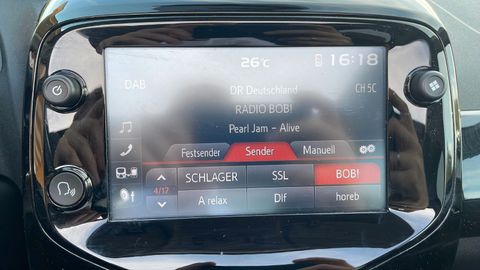 26°C 16:18
DAB DR Deutschland CH 5C
RADIO BOB!
Pearl Jam – Alive
Festsender Sender Manuell
SCHLAGER SSL BOB!
4/17
A relax Dlf horeb